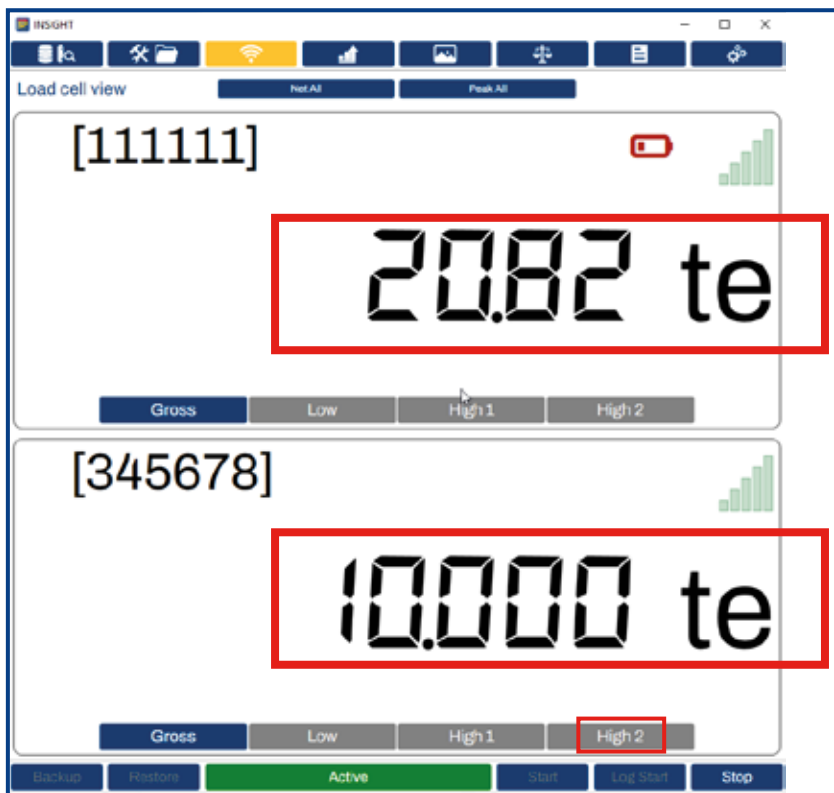 INSIGHT
Load cell view
Net All
Peak All
[111111]
20.82 te
Gross Low High 1 High 2
[345678]
10.000 te
Gross Low High 1 High 2
Backup Restore Active Start Log Start Stop